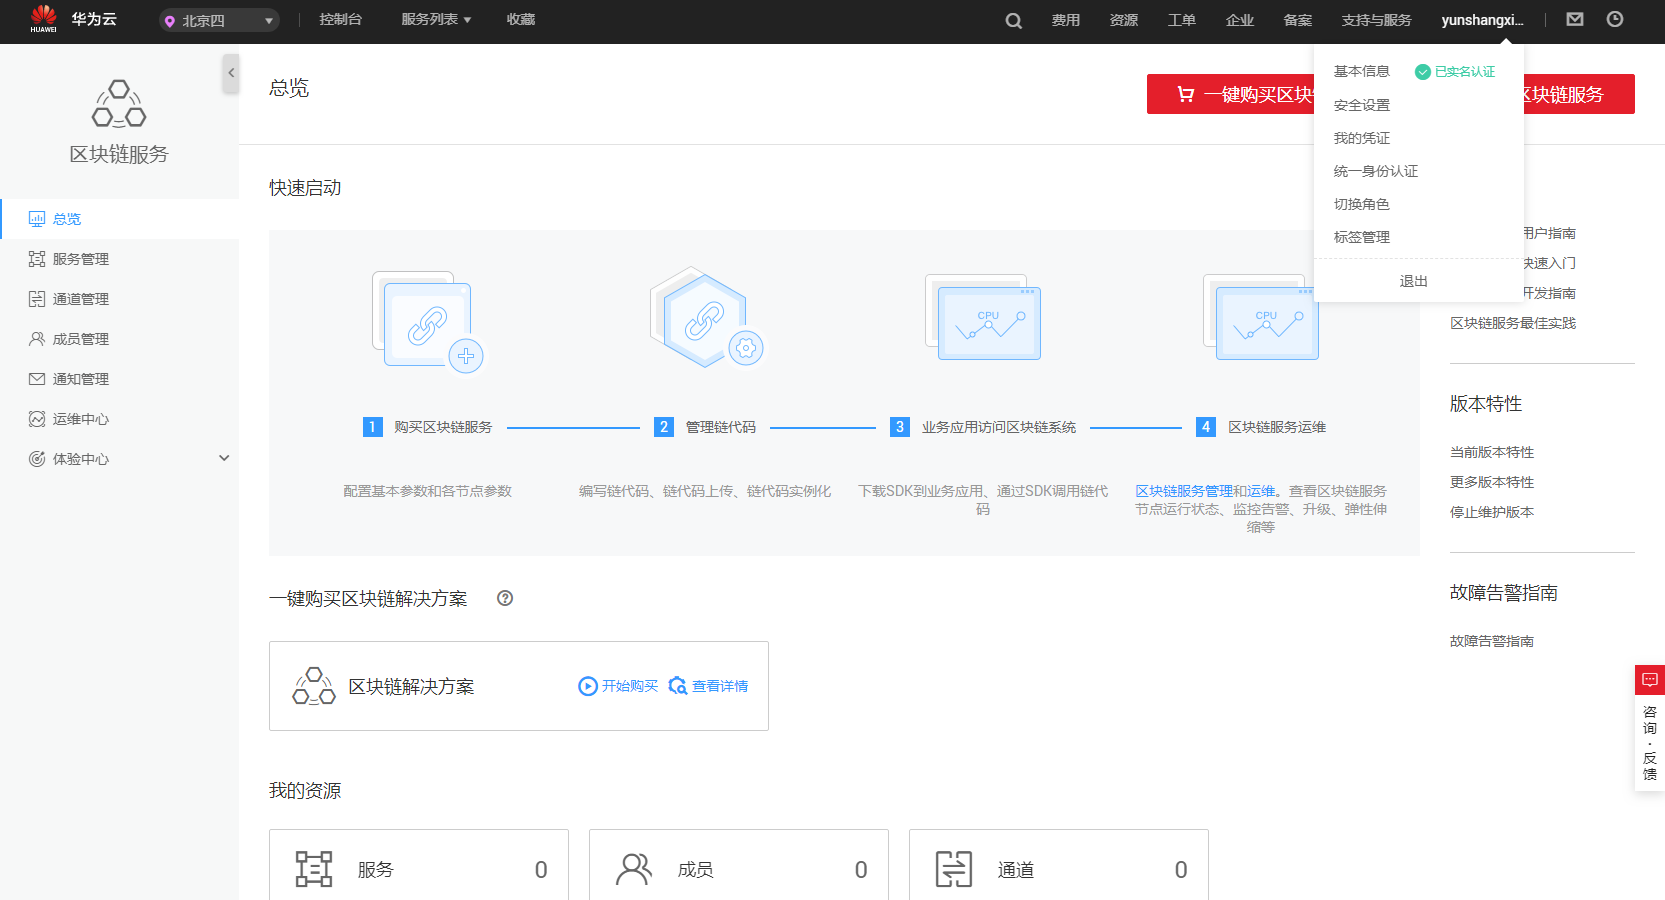 HUAWEI
华为云
北京四
控制台
服务列表
收藏
费用
资源
工单
企业
备案
支持与服务
yunshangxi...
基本信息
已实名认证
安全设置
我的凭证
统一身份认证
切换角色
标签管理
退出
区块链服务
总览
服务管理
通道管理
成员管理
通知管理
运维中心
体验中心
总览
一键购买区块
区块链服务
快速启动
CPU
CPU
1 购买区块链服务
2 管理链代码
3 业务应用访问区块链系统
4 区块链服务运维
配置基本参数和各节点参数
编写链代码、链代码上传、链代码实例化
下载SDK到业务应用、通过SDK调用链代
码
区块链服务管理和运维。查看区块链服务
节点运行状态、监控告警、升级、弹性伸
缩等
用户指南
快速入门
开发指南
区块链服务最佳实践
版本特性
当前版本特性
更多版本特性
停止维护版本
故障告警指南
故障告警指南
一键购买区块链解决方案
区块链解决方案
开始购买
查看详情
我的资源
服务 0
成员 0
通道 0
咨询·反馈